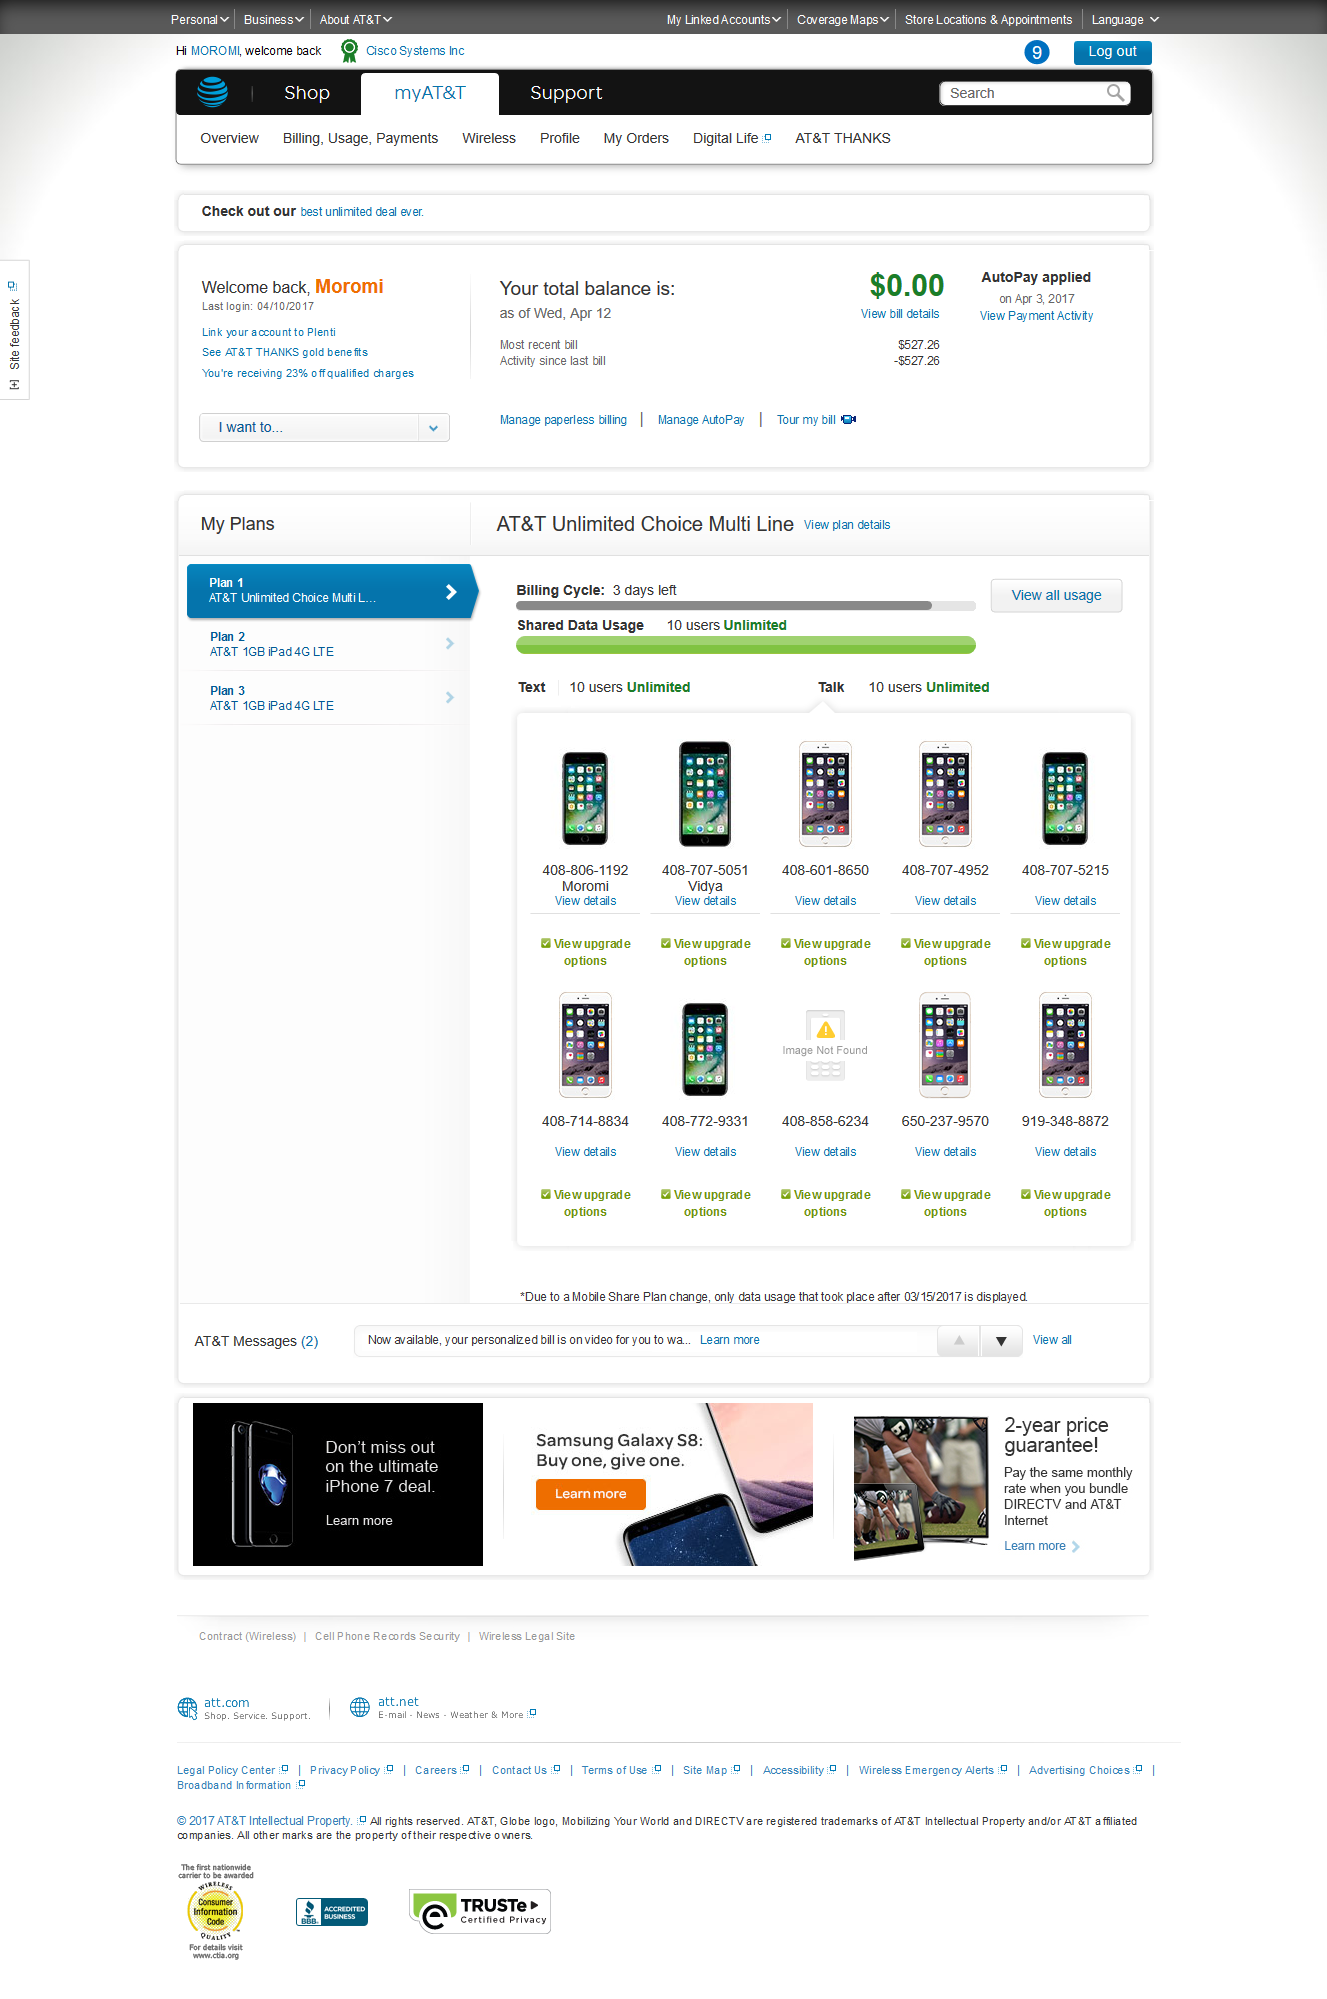 Personal Business About AT&T My Linked Accounts Coverage Maps Store Locations & Appointments Language
Hi MOROMI, welcome back Cisco Systems Inc 9 Log out
Shop myAT&T Support Search
Overview Billing, Usage, Payments Wireless Profile My Orders Digital Life AT&T THANKS
Check out our best unlimited deal ever.
[+] Site feedback
Welcome back, Moromi
Last login: 04/10/2017
Link your account to Plenti
See AT&T THANKS gold benefits
You're receiving 23% off qualified charges
I want to...
Your total balance is:
as of Wed, Apr 12
$0.00
View bill details
AutoPay applied
on Apr 3, 2017
View Payment Activity
Most recent bill $527.26
Activity since last bill -$527.26
Manage paperless billing | Manage AutoPay | Tour my bill
My Plans
AT&T Unlimited Choice Multi Line View plan details
Plan 1
AT&T Unlimited Choice Multi L...
Plan 2
AT&T 1GB iPad 4G LTE
Plan 3
AT&T 1GB iPad 4G LTE
Billing Cycle: 3 days left
View all usage
Shared Data Usage 10 users Unlimited
Text 10 users Unlimited Talk 10 users Unlimited
408-806-1192 408-707-5051 408-601-8650 408-707-4952 408-707-5215
Moromi Vidya
View details View details View details View details View details
View upgrade View upgrade View upgrade View upgrade View upgrade
options options options options options
Image Not Found
408-714-8834 408-772-9331 408-858-6234 650-237-9570 919-348-8872
View details View details View details View details View details
View upgrade View upgrade View upgrade View upgrade View upgrade
options options options options options
*Due to a Mobile Share Plan change, only data usage that took place after 03/15/2017 is displayed.
AT&T Messages (2) Now available, your personalized bill is on video for you to wa... Learn more View all
Don't miss out
on the ultimate
iPhone 7 deal.
Learn more
Samsung Galaxy S8:
Buy one, give one.
Learn more
2-year price
guarantee!
Pay the same monthly
rate when you bundle
DIRECTV and AT&T
Internet
Learn more
Contract (Wireless) | Cell Phone Records Security | Wireless Legal Site
att.com
Shop. Service. Support.
att.net
E-mail - News - Weather & More
Legal Policy Center | Privacy Policy | Careers | Contact Us | Terms of Use | Site Map | Accessibility | Wireless Emergency Alerts | Advertising Choices |
Broadband Information
© 2017 AT&T Intellectual Property. All rights reserved. AT&T, Globe logo, Mobilizing Your World and DIRECTV are registered trademarks of AT&T Intellectual Property and/or AT&T affiliated
companies. All other marks are the property of their respective owners.
The first nationwide
carrier to be awarded
WIRELESS
Consumer
Information
Code
QUALITY
For details visit
www.ctia.org
BBB. ACCREDITED
BUSINESS
TRUSTe
Certified Privacy